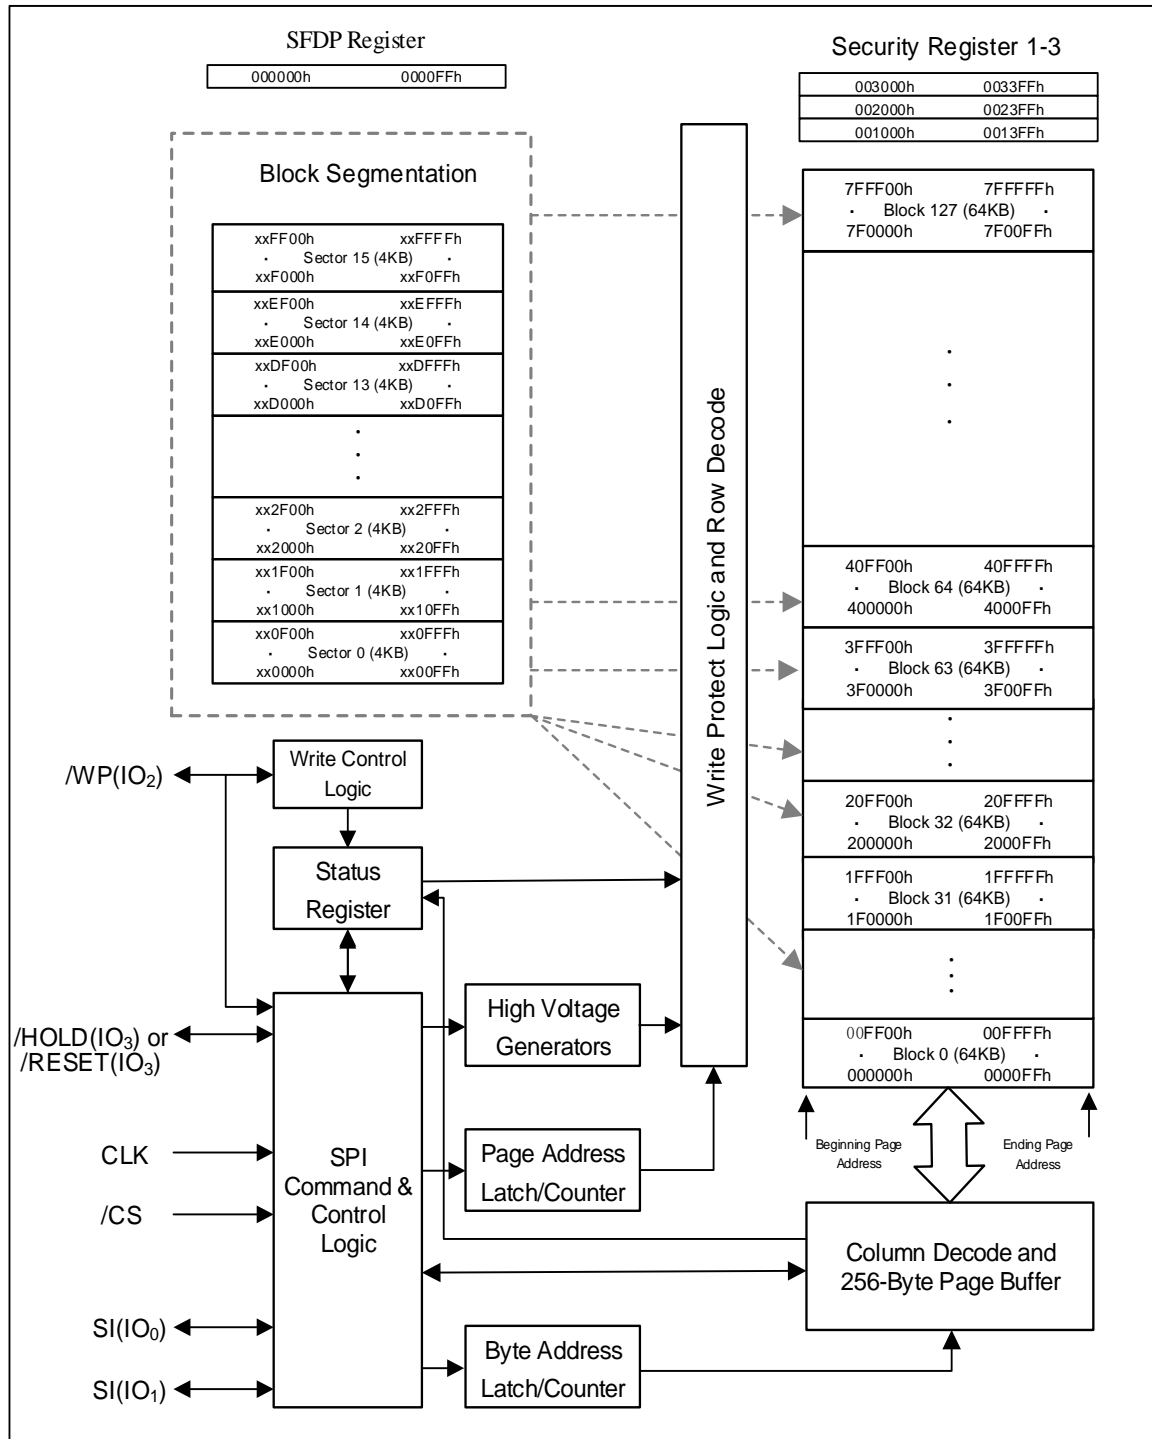 SFDP Register
000000h 0000FFh
Security Register 1-3
003000h 0033FFh
002000h 0023FFh
001000h 0013FFh
Block Segmentation
xxFF00h xxFFFFh
· Sector 15 (4KB) ·
xxF000h xxF0FFh
xxEF00h xxEFFFh
· Sector 14 (4KB) ·
xxE000h xxE0FFh
xxDF00h xxDFFFh
· Sector 13 (4KB) ·
xxD000h xxD0FFh
xx2F00h xx2FFFh
· Sector 2 (4KB) ·
xx2000h xx20FFh
xx1F00h xx1FFFh
· Sector 1 (4KB) ·
xx1000h xx10FFh
xx0F00h xx0FFFh
· Sector 0 (4KB) ·
xx0000h xx00FFh
Write Protect Logic and Row Decode
7FFF00h 7FFFFFh
· Block 127 (64KB) ·
7F0000h 7F00FFh
40FF00h 40FFFFh
· Block 64 (64KB) ·
400000h 4000FFh
3FFF00h 3FFFFFh
· Block 63 (64KB) ·
3F0000h 3F00FFh
20FF00h 20FFFFh
· Block 32 (64KB) ·
200000h 2000FFh
1FFF00h 1FFFFFh
· Block 31 (64KB) ·
1F0000h 1F00FFh
00FF00h 00FFFFh
· Block 0 (64KB) ·
000000h 0000FFh
Beginning Page
Address
Ending Page
Address
/WP(IO₂)
Write Control
Logic
Status
Register
/HOLD(IO₃) or
/RESET(IO₃)
High Voltage
Generators
CLK
/CS
SPI
Command &
Control
Logic
Page Address
Latch/Counter
Column Decode and
256-Byte Page Buffer
SI(IO₀)
SI(IO₁)
Byte Address
Latch/Counter